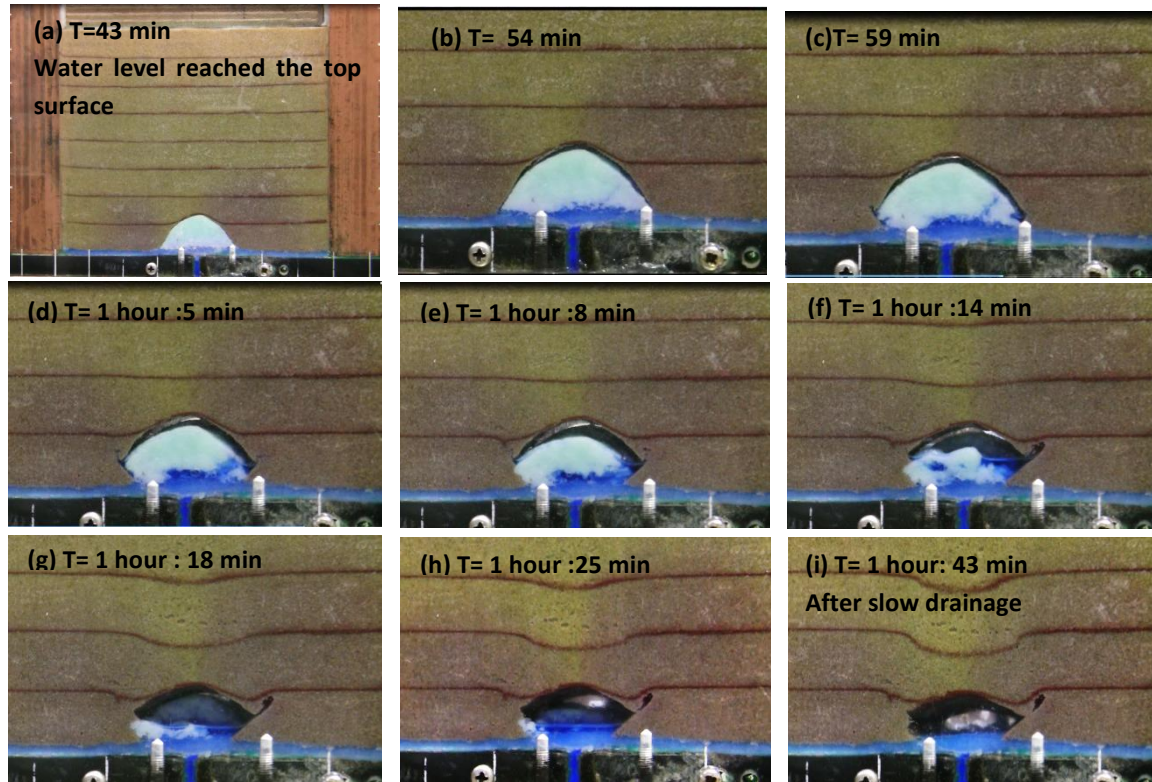 (a) T=43 min
Water level reached the top
surface
(b) T= 54 min
(c)T= 59 min
(d) T= 1 hour :5 min
(e) T= 1 hour :8 min
(f) T= 1 hour :14 min
(g) T= 1 hour : 18 min
(h) T= 1 hour :25 min
(i) T= 1 hour: 43 min
After slow drainage